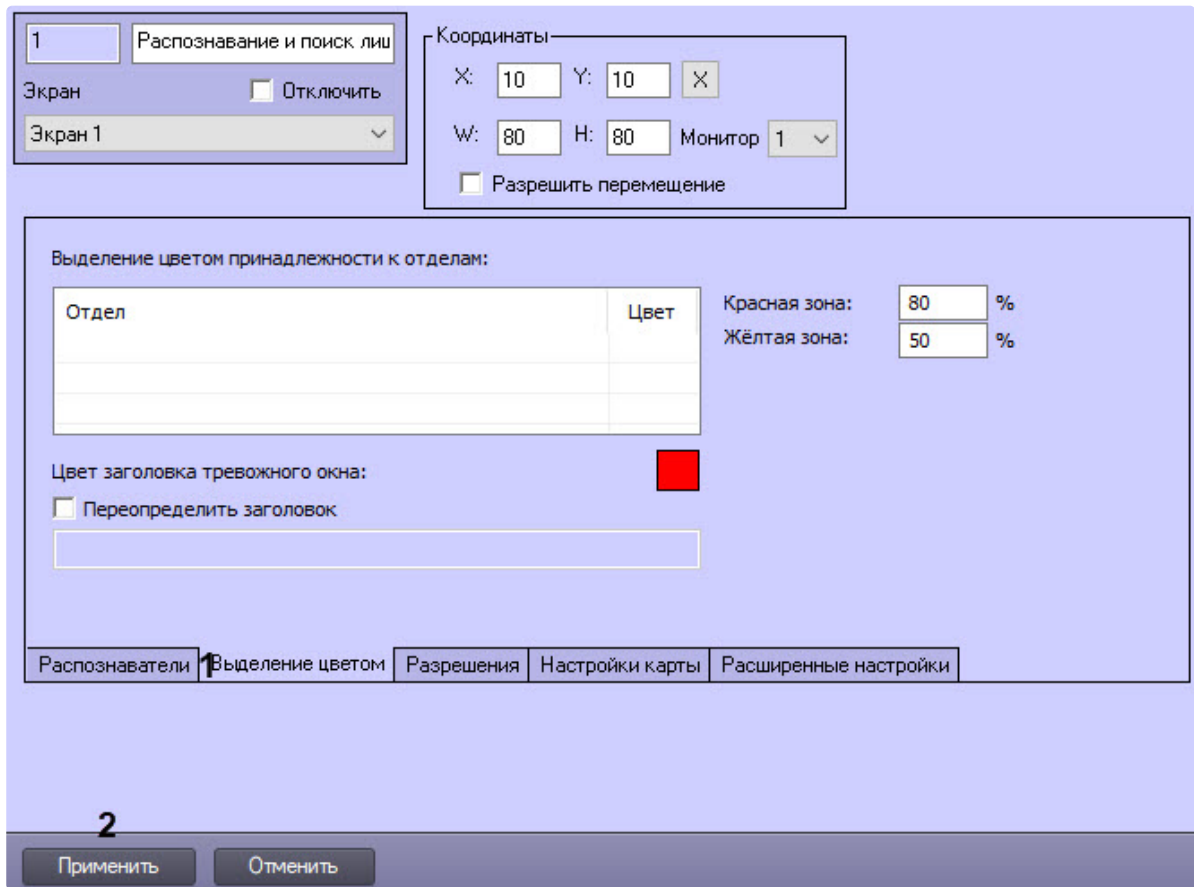 1 Распознавание и поиск лиц
Экран Отключить
Экран 1
Координаты
X: 10 Y: 10 X
W: 80 H: 80 Монитор 1
Разрешить перемещение
Выделение цветом принадлежности к отделам:
Отдел Цвет
Красная зона: 80 %
Жёлтая зона: 50 %
Цвет заголовка тревожного окна:
Переопределить заголовок
Распознаватели 1 Выделение цветом Разрешения Настройки карты Расширенные настройки
2
Применить Отменить